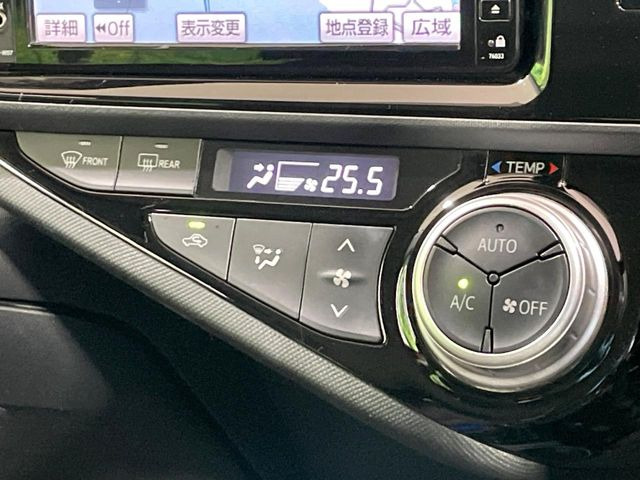 詳細 ◀Off 表示変更 地点登録 広域
76033
FRONT REAR
25.5
◀ TEMP ▶
AUTO
A/C OFF